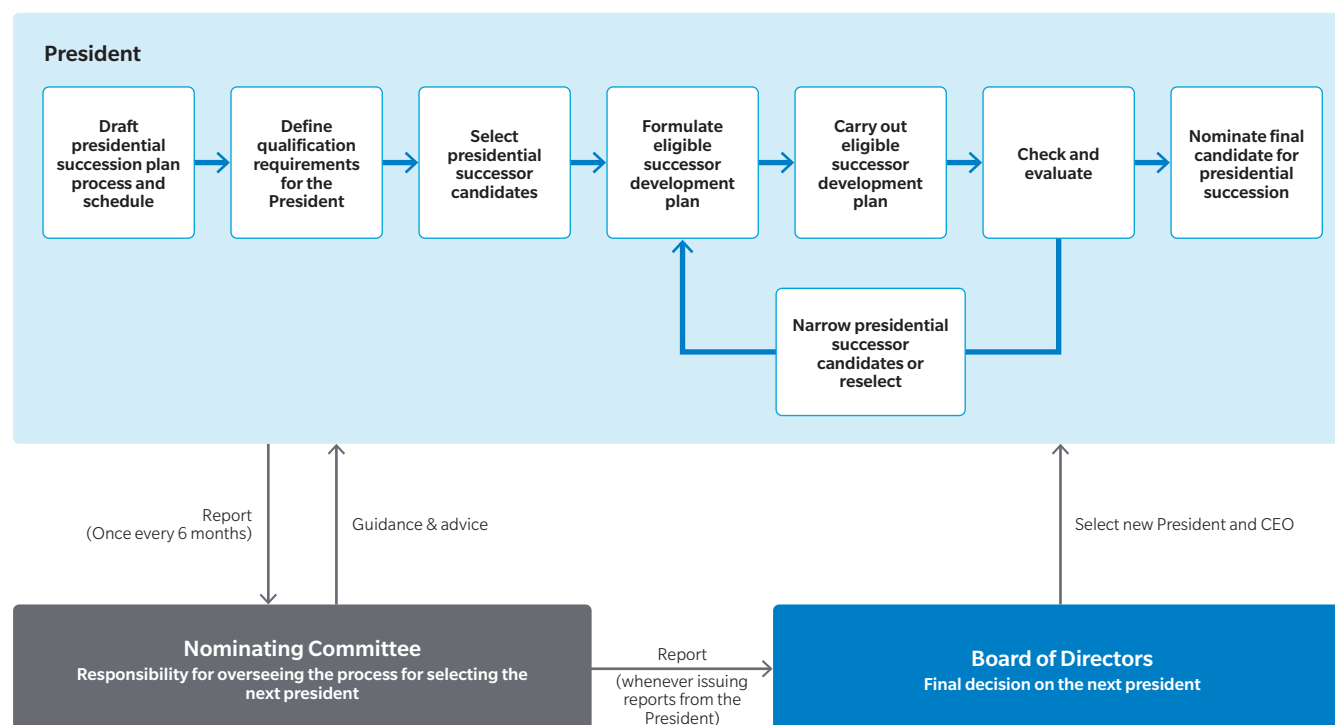 President
Draft
presidential
succession plan
process and
schedule
Define
qualification
requirements
for the
President
Select
presidential
successor
candidates
Formulate
eligible
successor
development
plan
Carry out
eligible
successor
development
plan
Check and
evaluate
Nominate final
candidate for
presidential
succession
Narrow presidential
successor
candidates or
reselect
Report
(Once every 6 months)
Guidance & advice
Select new President and CEO
Nominating Committee
Responsibility for overseeing the process for selecting the
next president
Report
(whenever issuing
reports from the
President)
Board of Directors
Final decision on the next president